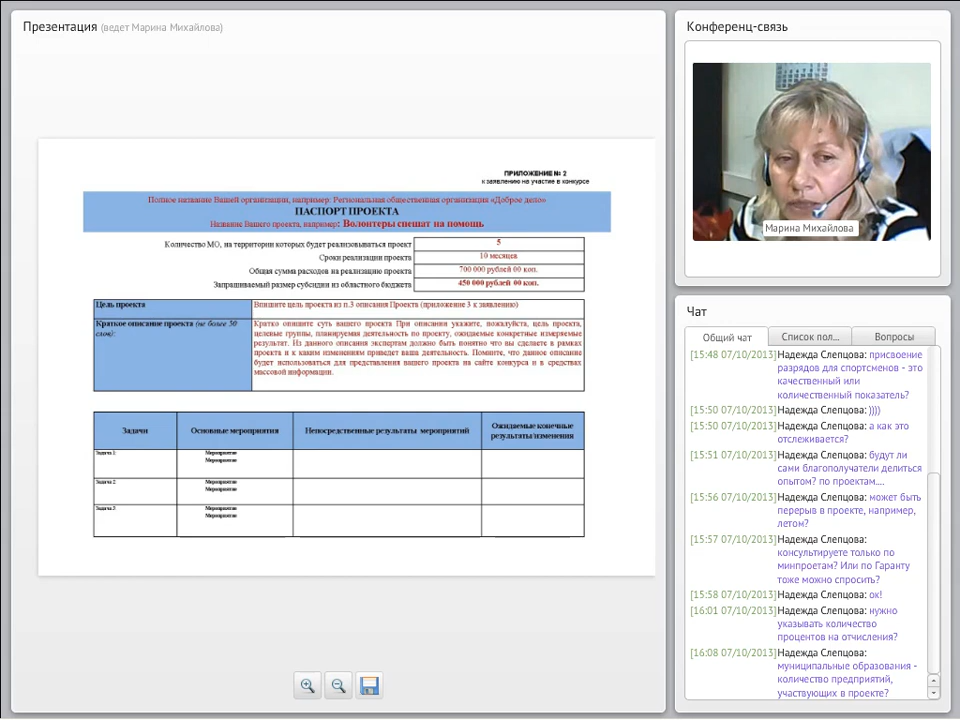 Презентация (ведет Марина Михайлова)
ПРИЛОЖЕНИЕ № 2
к заявлению на участие в конкурсе
Полное название Вашей организации, например: Региональная общественная организация «Доброе дело»
ПАСПОРТ ПРОЕКТА
Название Вашего проекта, например: Волонтеры спешат на помощь
Количество МО, на территории которых будет реализовываться проект 5
Сроки реализации проекта 10 месяцев
Общая сумма расходов на реализацию проекта 700 000 рублей 00 коп.
Запрашиваемый размер субсидии из областного бюджета 450 000 рублей 00 коп.
Цель проекта Впишите цель проекта из п.3 описания Проекта (приложение 3 к заявлению)
Краткое описание проекта (не более 50 слов):
Кратко опишите суть вашего проекта При описании укажите, пожалуйста, цель проекта,
целевые группы, планируемая деятельность по проекту, ожидаемые конкретные измеряемые
результат. Из данного описания экспертам должно быть понятно что вы сделаете в рамках
проекта и к каким изменениям приведет ваша деятельность. Помните, что данное описание
будет использоваться для представления вашего проекта на сайте конкурса и в средствах
массовой информации.
Задачи Основные мероприятия Непосредственные результаты мероприятий Ожидаемые конечные результаты/изменения
Задача 1 Мероприятие
Мероприятие
Задача 2 Мероприятие
Мероприятие
Задача 3 Мероприятие
Мероприятие
Конференц-связь
Марина Михайлова
Чат
Общий чат Список пол... Вопросы
[15:48 07/10/2013]Надежда Слепцова: присвоение
разрядов для спортсменов - это
качественный или
количественный показатель?
[15:50 07/10/2013]Надежда Слепцова: ))))
[15:50 07/10/2013]Надежда Слепцова: а как это
отслеживается?
[15:51 07/10/2013]Надежда Слепцова: будут ли
сами благополучатели делиться
опытом? по проектам....
[15:56 07/10/2013]Надежда Слепцова: может быть
перерыв в проекте, например,
летом?
[15:57 07/10/2013]Надежда Слепцова:
консультируете только по
минпроетам? Или по Гаранту
тоже можно спросить?
[15:58 07/10/2013]Надежда Слепцова: ок!
[16:01 07/10/2013]Надежда Слепцова: нужно
указывать количество
процентов на отчисления?
[16:08 07/10/2013]Надежда Слепцова:
муниципальные образования -
количество предприятий,
участвующих в проекте?